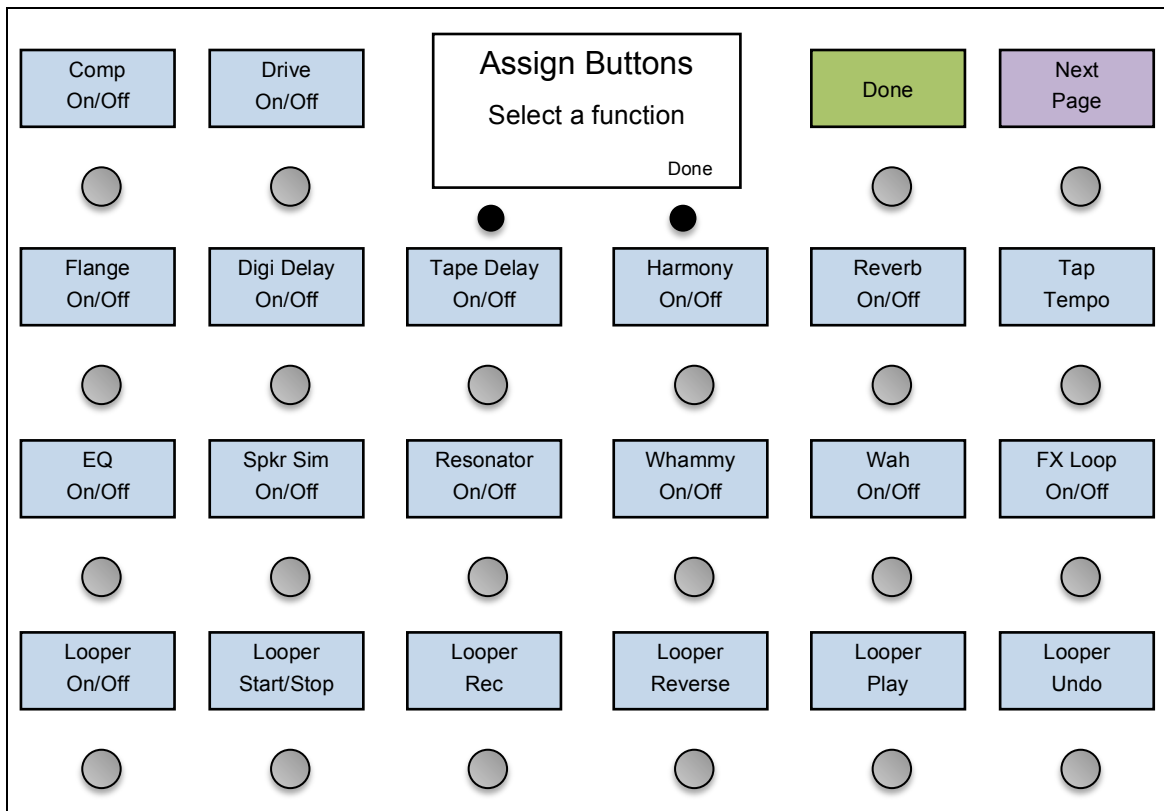 Comp
On/Off
Drive
On/Off
Assign Buttons
Select a function
Done
Done
Next
Page
Flange
On/Off
Digi Delay
On/Off
Tape Delay
On/Off
Harmony
On/Off
Reverb
On/Off
Tap
Tempo
EQ
On/Off
Spkr Sim
On/Off
Resonator
On/Off
Whammy
On/Off
Wah
On/Off
FX Loop
On/Off
Looper
On/Off
Looper
Start/Stop
Looper
Rec
Looper
Reverse
Looper
Play
Looper
Undo